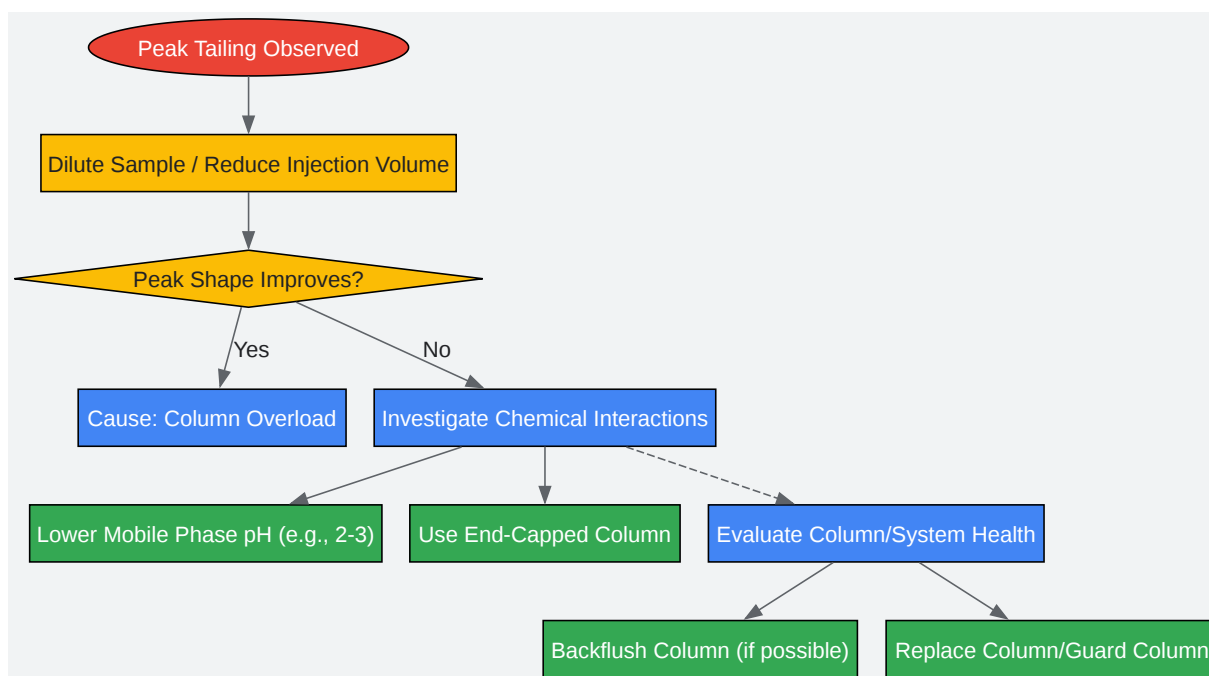 Peak Tailing Observed
Dilute Sample / Reduce Injection Volume
Peak Shape Improves?
Yes
No
Cause: Column Overload
Investigate Chemical Interactions
Lower Mobile Phase pH (e.g., 2-3)
Use End-Capped Column
Evaluate Column/System Health
Backflush Column (if possible)
Replace Column/Guard Column